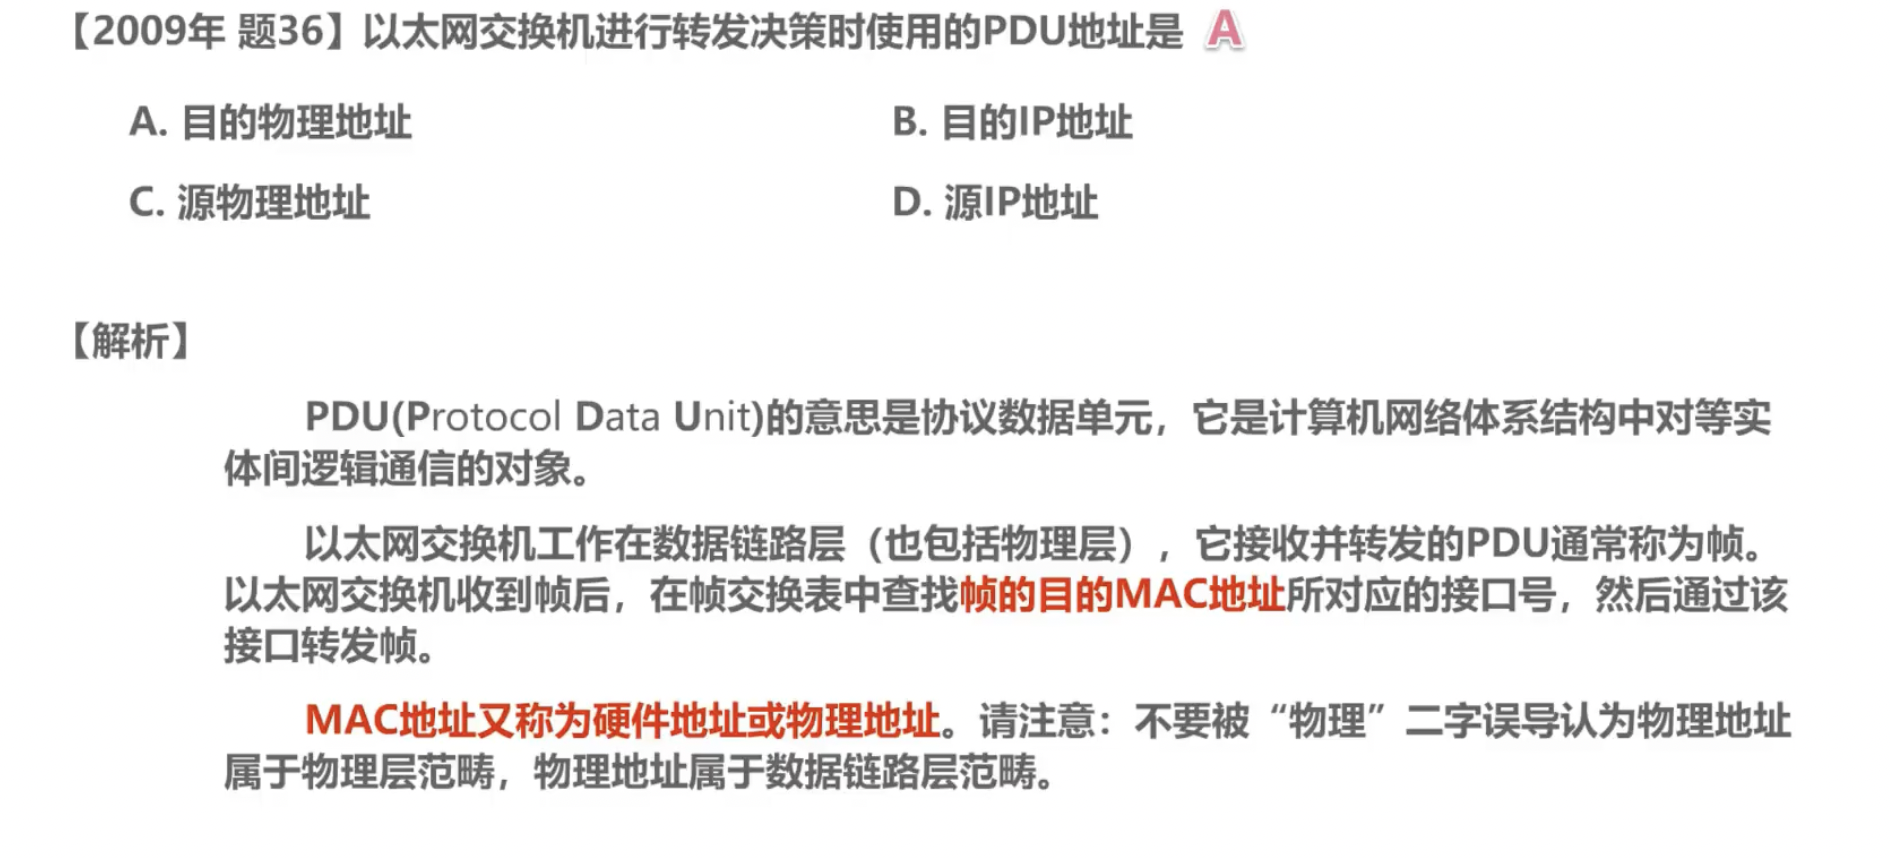 【2009年 题36】以太网交换机进行转发决策时使用的PDU地址是 A
A. 目的物理地址
B. 目的IP地址
C. 源物理地址
D. 源IP地址
【解析】
PDU(Protocol Data Unit)的意思是协议数据单元，它是计算机网络体系结构中对等实
体间逻辑通信的对象。
以太网交换机工作在数据链路层（也包括物理层），它接收并转发的PDU通常称为帧。
以太网交换机收到帧后，在帧交换表中查找帧的目的MAC地址所对应的接口号，然后通过该
接口转发帧。
MAC地址又称为硬件地址或物理地址。请注意：不要被“物理”二字误导认为物理地址
属于物理层范畴，物理地址属于数据链路层范畴。